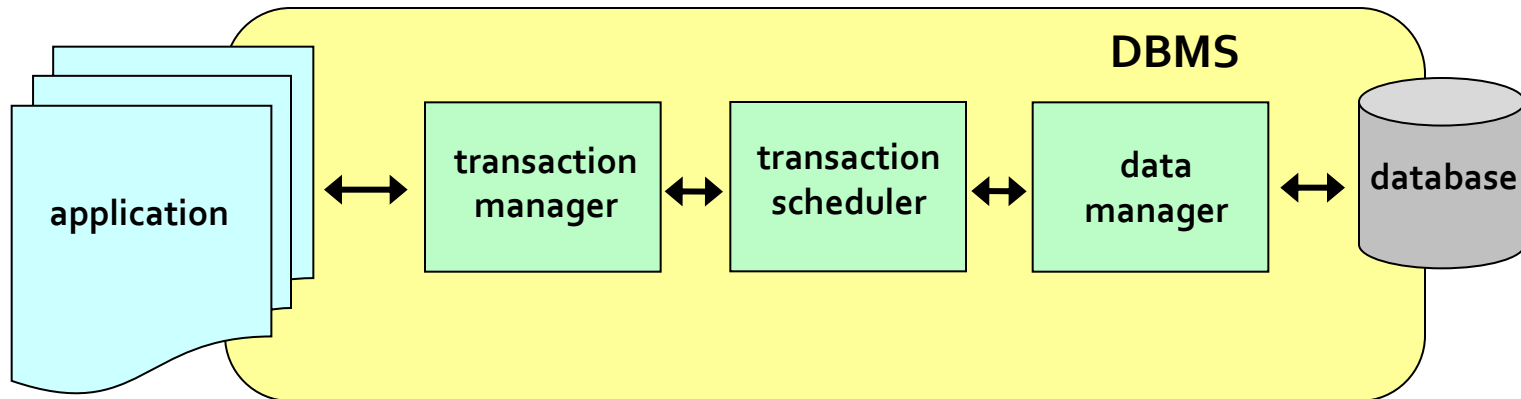 DBMS
application
transaction
manager
transaction
scheduler
data
manager
database